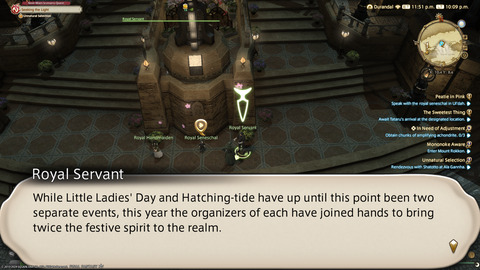 Seeking the Light
Unnatural Selection
Royal Servant
Durandal
11:51 p.m.
10:09 p.m.
Peatie in Pink
Speak with the royal seneschal in Ul'dah.
The Sweetest Thing
Await Tataru's arrival at the designated location.
In Need of Adjustment
Obtain chunks of amplifying achondrite. 0/3
Mononoke Aware
Enter Mount Rokkon.
Unnatural Selection
Rendezvous with Shatoto at Ala Gannha.
Royal Handmaiden
Royal Seneschal
Royal Servant
Royal Servant
While Little Ladies' Day and Hatching-tide have up until this point been two
separate events, this year the organizers of each have joined hands to bring
twice the festive spirit to the realm.